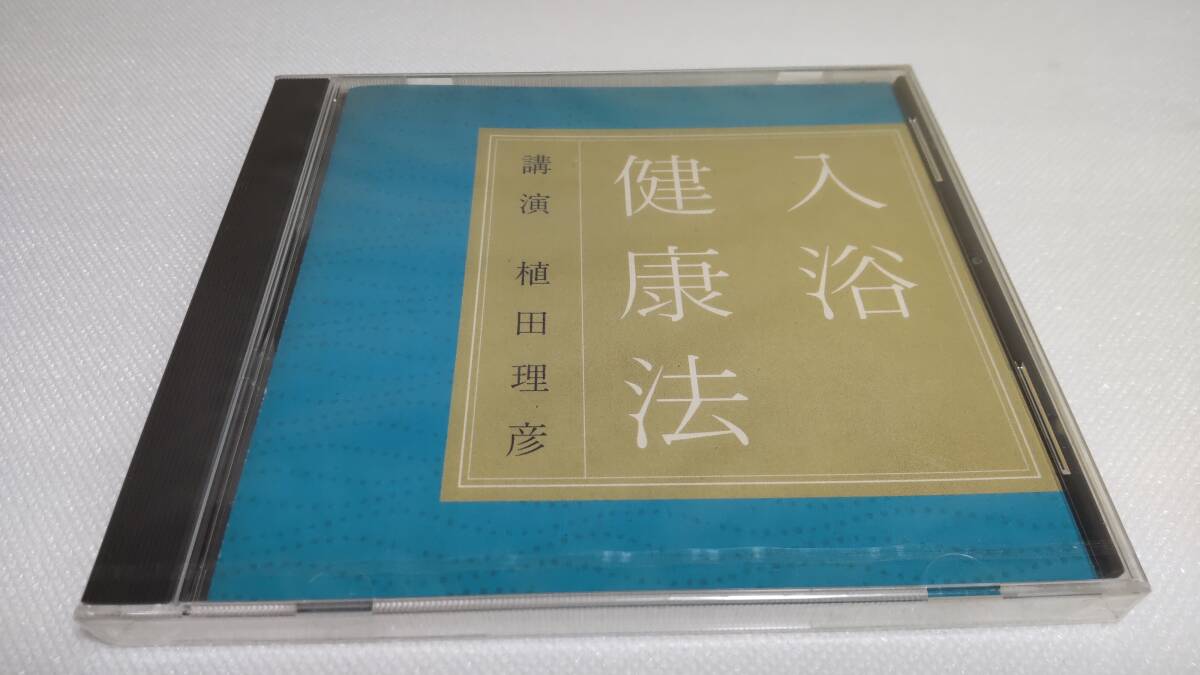 入浴
健康法
講演 植田理彦